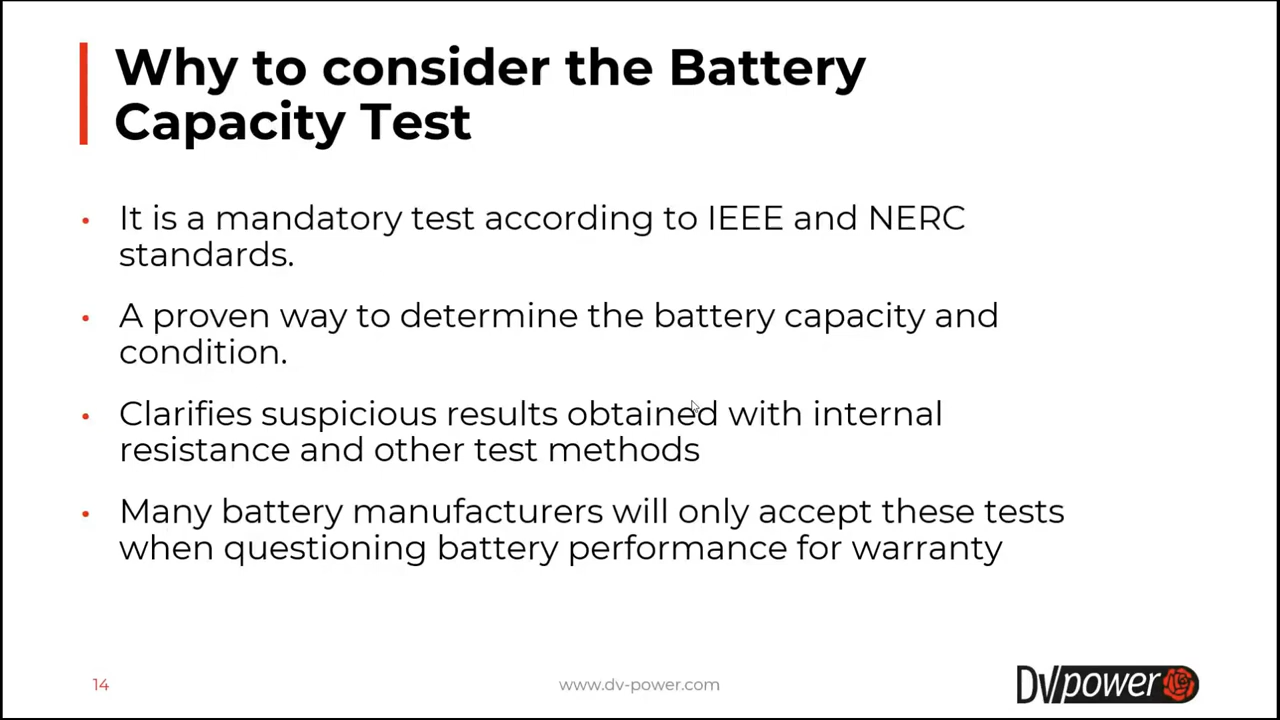 Why to consider the Battery
Capacity Test
• It is a mandatory test according to IEEE and NERC
standards.
• A proven way to determine the battery capacity and
condition.
• Clarifies suspicious results obtained with internal
resistance and other test methods
• Many battery manufacturers will only accept these tests
when questioning battery performance for warranty
14
www.dv-power.com
DV power